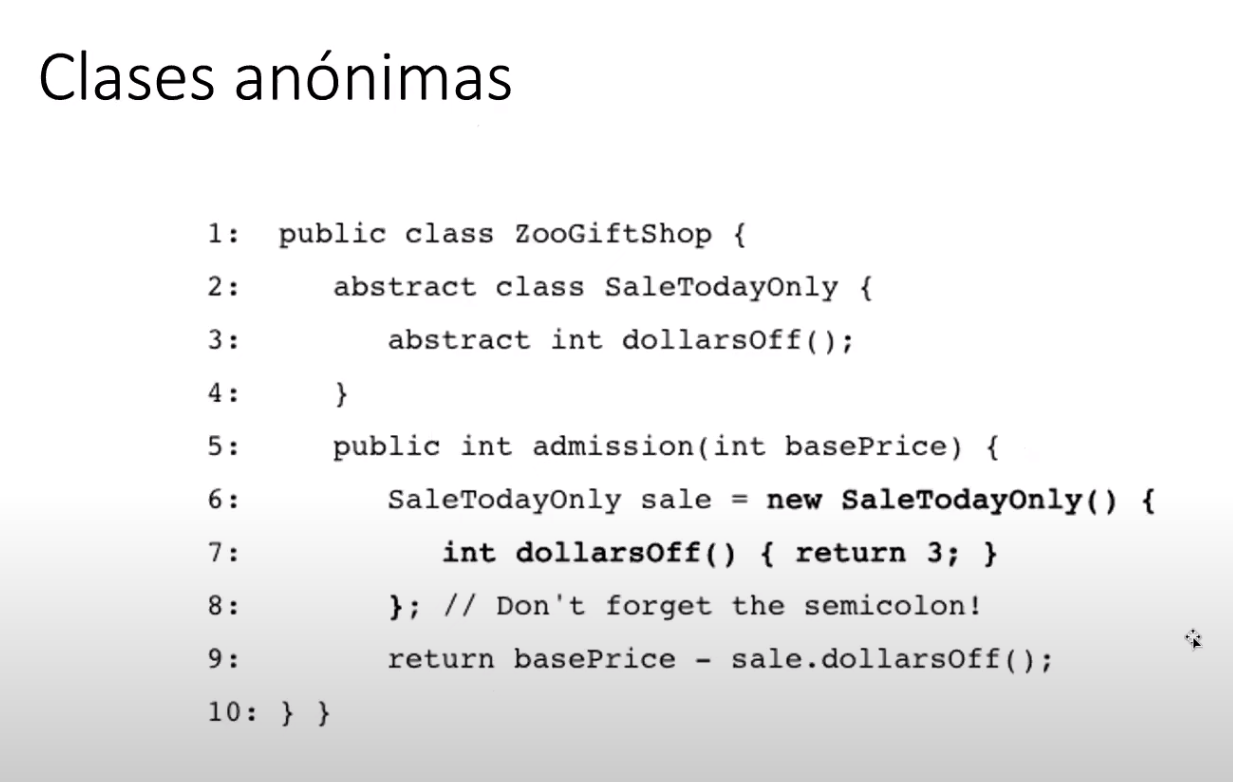 Clases anónimas
1: public class ZooGiftShop {
2: abstract class SaleTodayOnly {
3: abstract int dollarsOff();
4: }
5: public int admission(int basePrice) {
6: SaleTodayOnly sale = new SaleTodayOnly() {
7: int dollarsOff() { return 3; }
8: }; // Don't forget the semicolon!
9: return basePrice - sale.dollarsOff();
10: } }